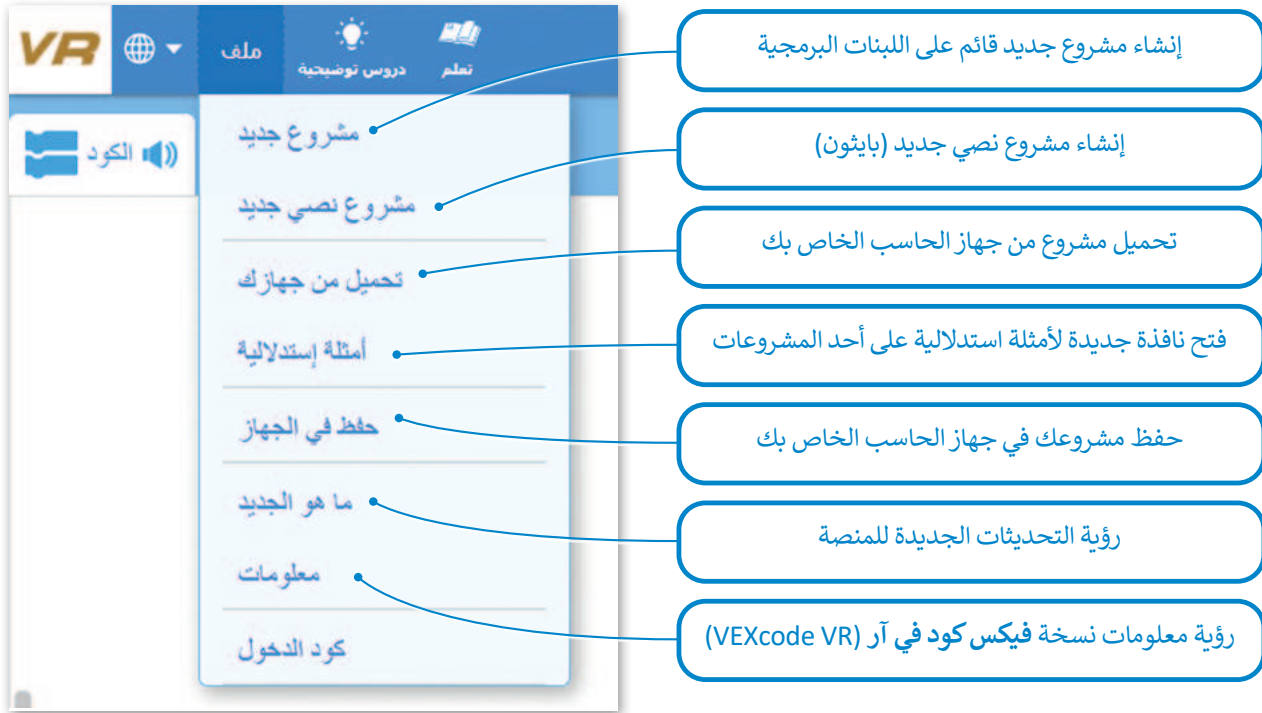 VR
ملف
دروس توضيحية
تعلم
الكود
مشروع جديد
مشروع نصي جديد
تحميل من جهازك
أمثلة إستدلالية
حفظ في الجهاز
ما هو الجديد
معلومات
كود الدخول
إنشاء مشروع جديد قائم على اللبنات البرمجية
إنشاء مشروع نصي جديد (بايثون)
تحميل مشروع من جهاز الحاسب الخاص بك
فتح نافذة جديدة لأمثلة استدلالية على أحد المشروعات
حفظ مشروعك في جهاز الحاسب الخاص بك
رؤية التحديثات الجديدة للمنصة
رؤية معلومات نسخة فيكس كود في آر (VEXcode VR)